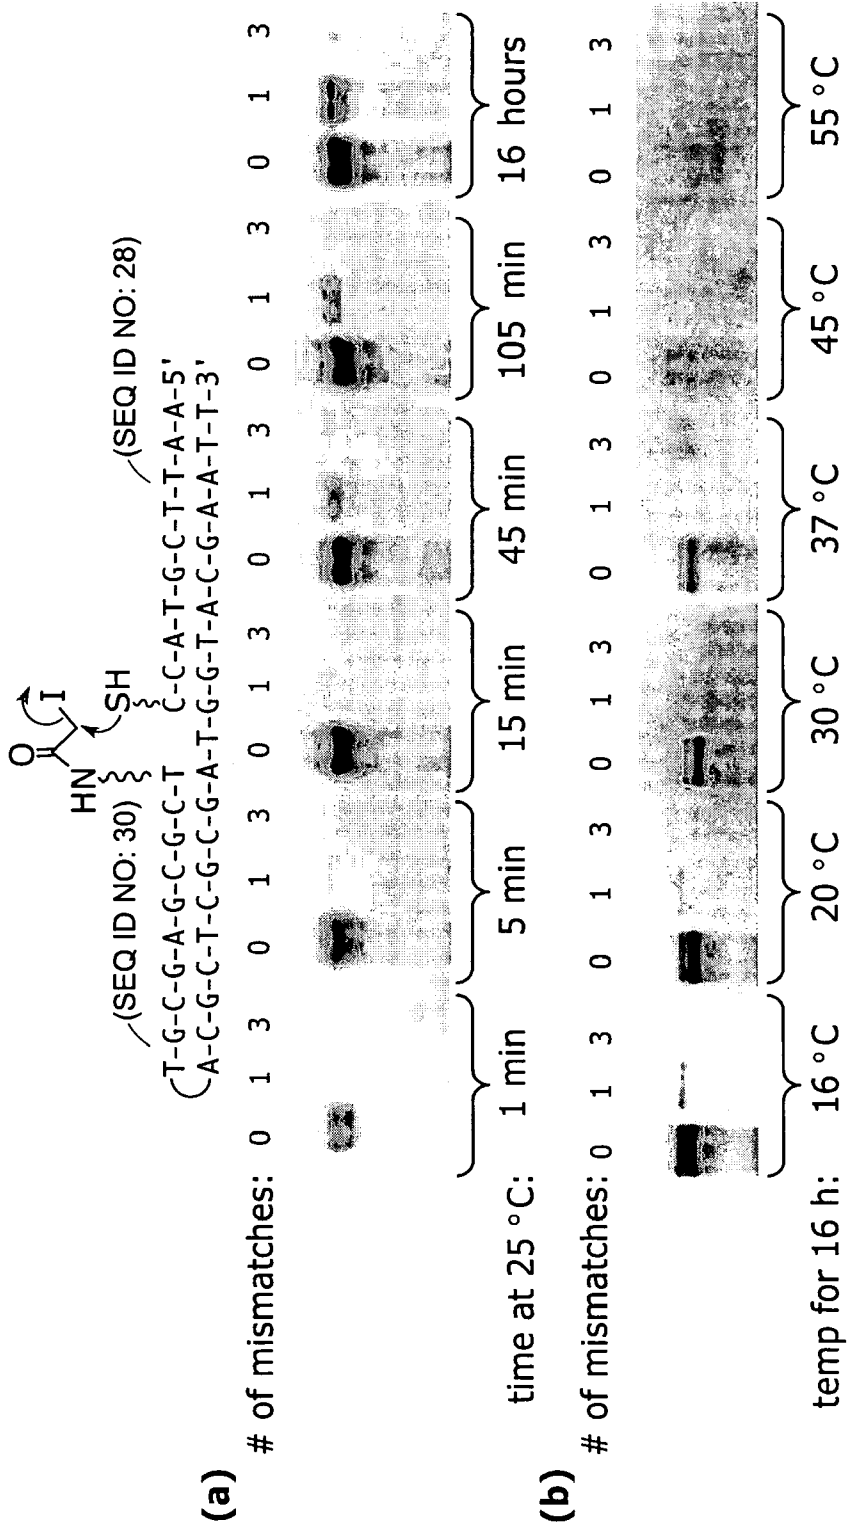 O
HN
I
SH
(SEQ ID NO: 30)
(SEQ ID NO: 28)
T-G-C-G-A-G-C-G-C-T
C-C-A-T-G-C-T-T-A-A-5'
A-C-G-C-T-C-G-C-G-A-T-G-G-T-A-C-G-A-A-T-T-3'
(a)
# of mismatches: 0 1 3 0 1 3 0 1 3 0 1 3 0 1 3 0 1 3
time at 25 °C: 1 min 5 min 15 min 45 min 105 min 16 hours
(b)
# of mismatches: 0 1 3 0 1 3 0 1 3 0 1 3 0 1 3 0 1 3
temp for 16 h: 16 °C 20 °C 30 °C 37 °C 45 °C 55 °C